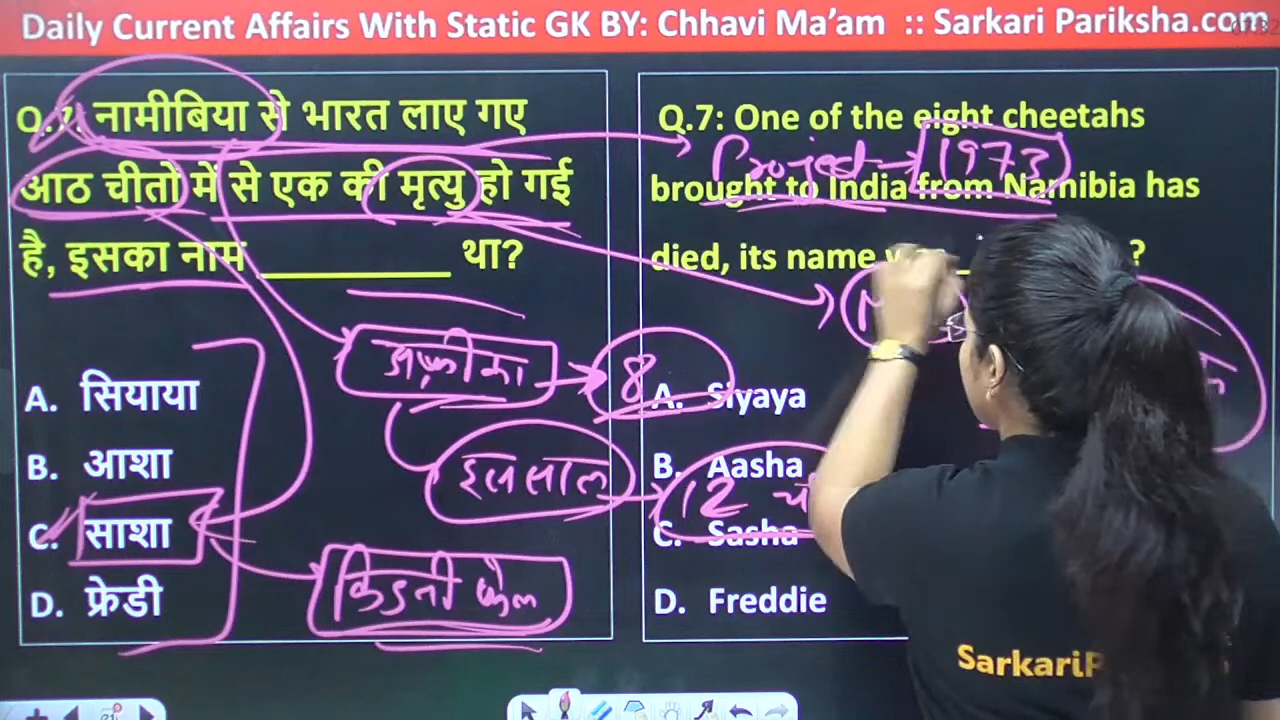 Daily Current Affairs With Static GK BY: Chhavi Ma'am :: Sarkari Pariksha.com
Q.7: नामीबिया से भारत लाए गए
आठ चीतो में से एक की मृत्यु हो गई
है, इसका नाम __________ था?
अफ्रीका
8
A. सियाया
B. आशा
इस साल
C. साशा
किडनी फेल
D. फ्रेडी
Q.7: One of the eight cheetahs
Project → 1973
brought to India from Namibia has
died, its name ?
A. Siyaya
B. Aasha
12
C. Sasha
D. Freddie
SarkariP